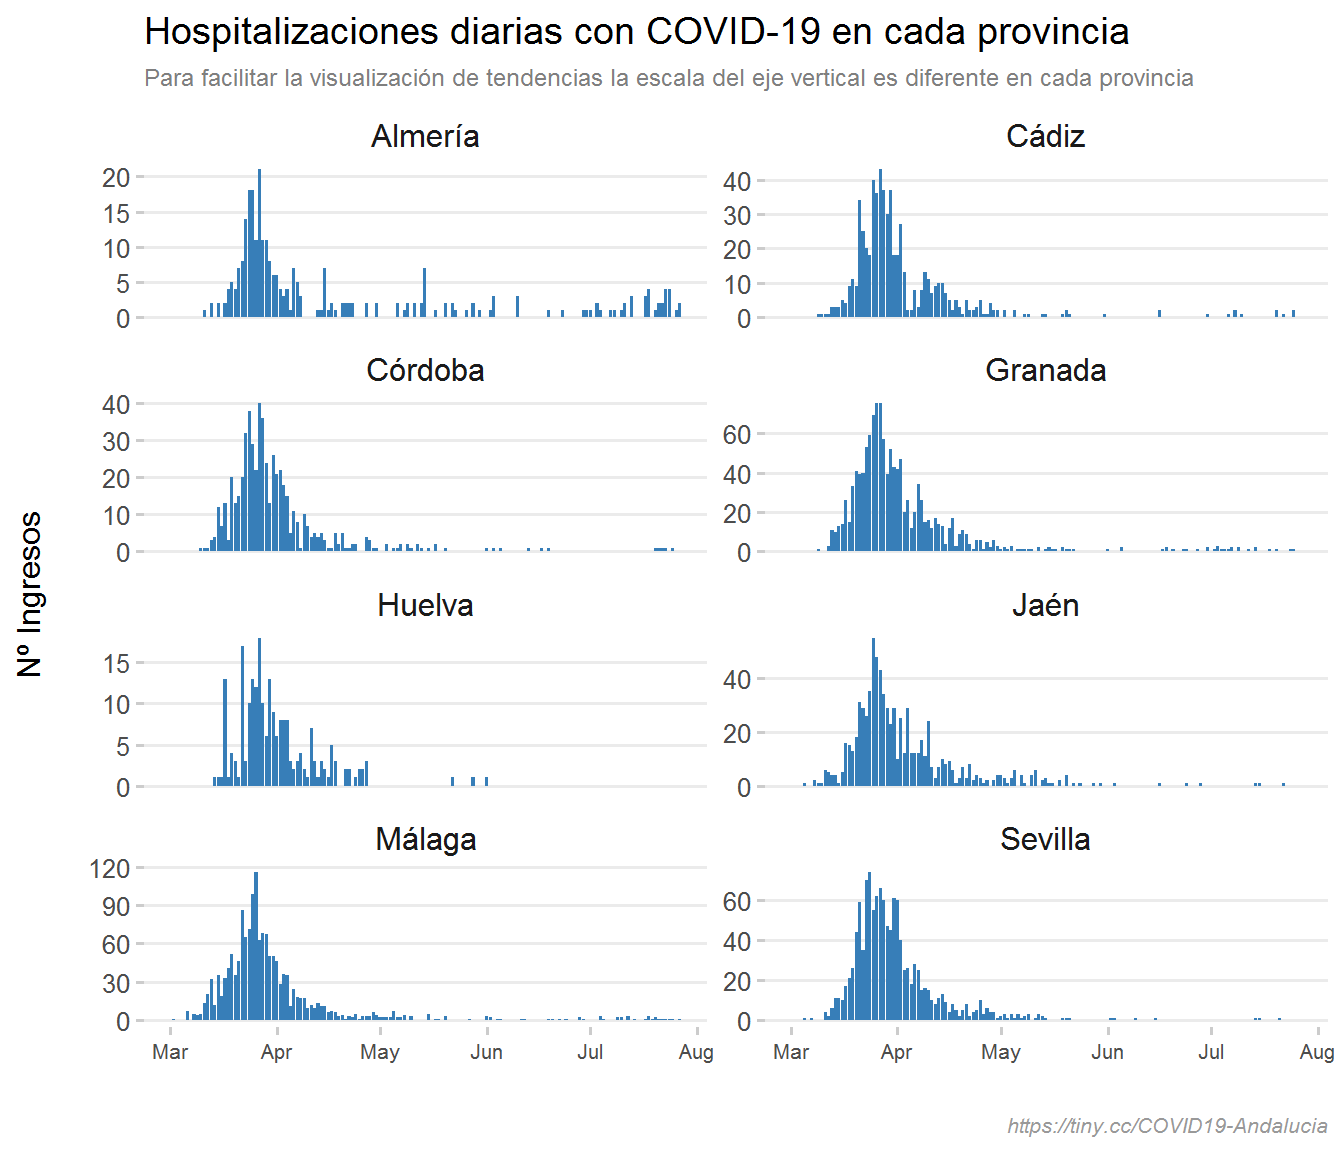 Hospitalizaciones diarias con COVID-19 en cada provincia
Para facilitar la visualización de tendencias la escala del eje vertical es diferente en cada provincia
Nº Ingresos
Almería
20
15
10
5
0
Cádiz
40
30
20
10
0
Córdoba
40
30
20
10
0
Granada
60
40
20
0
Huelva
15
10
5
0
Jaén
40
20
0
Málaga
120
90
60
30
0
Mar Apr May Jun Jul Aug
Sevilla
60
40
20
0
Mar Apr May Jun Jul Aug
https://tiny.cc/COVID19-Andalucia